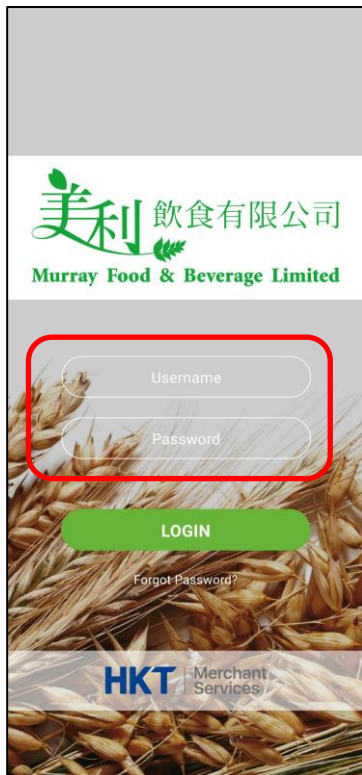 美利 飲食有限公司
Murray Food & Beverage Limited
Username
Password
LOGIN
Forgot Password?
HKT Merchant
Services